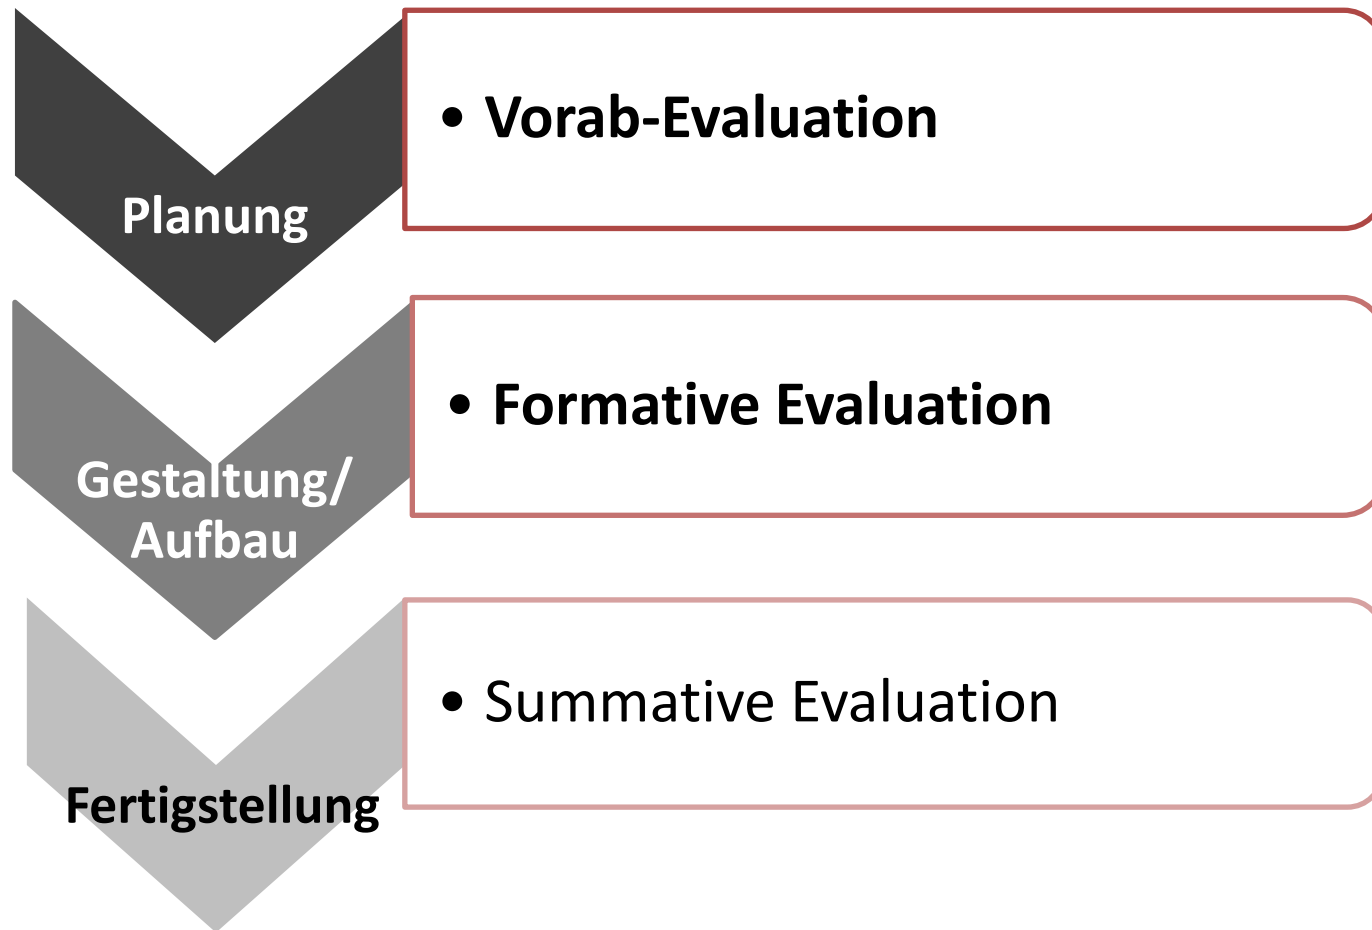 Planung
• Vorab-Evaluation
Gestaltung/
Aufbau
• Formative Evaluation
Fertigstellung
• Summative Evaluation